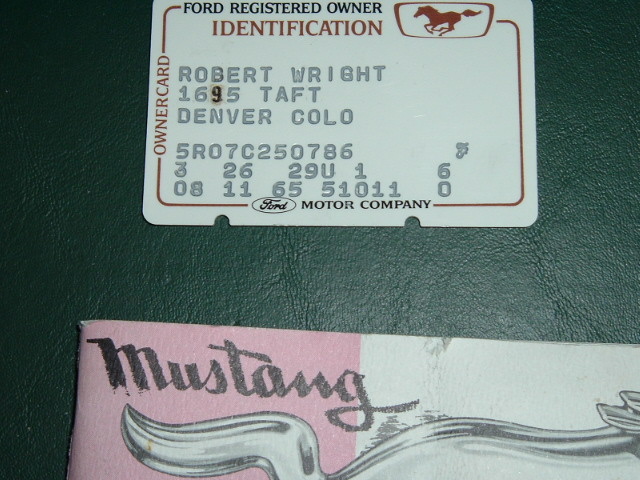 FORD REGISTERED OWNER
IDENTIFICATION
OWNERCARD
ROBERT WRIGHT
1695 TAFT
DENVER COLO
5R07C250786
3 26 29U 1 6
08 11 65 51011 0
Ford MOTOR COMPANY
Mustang